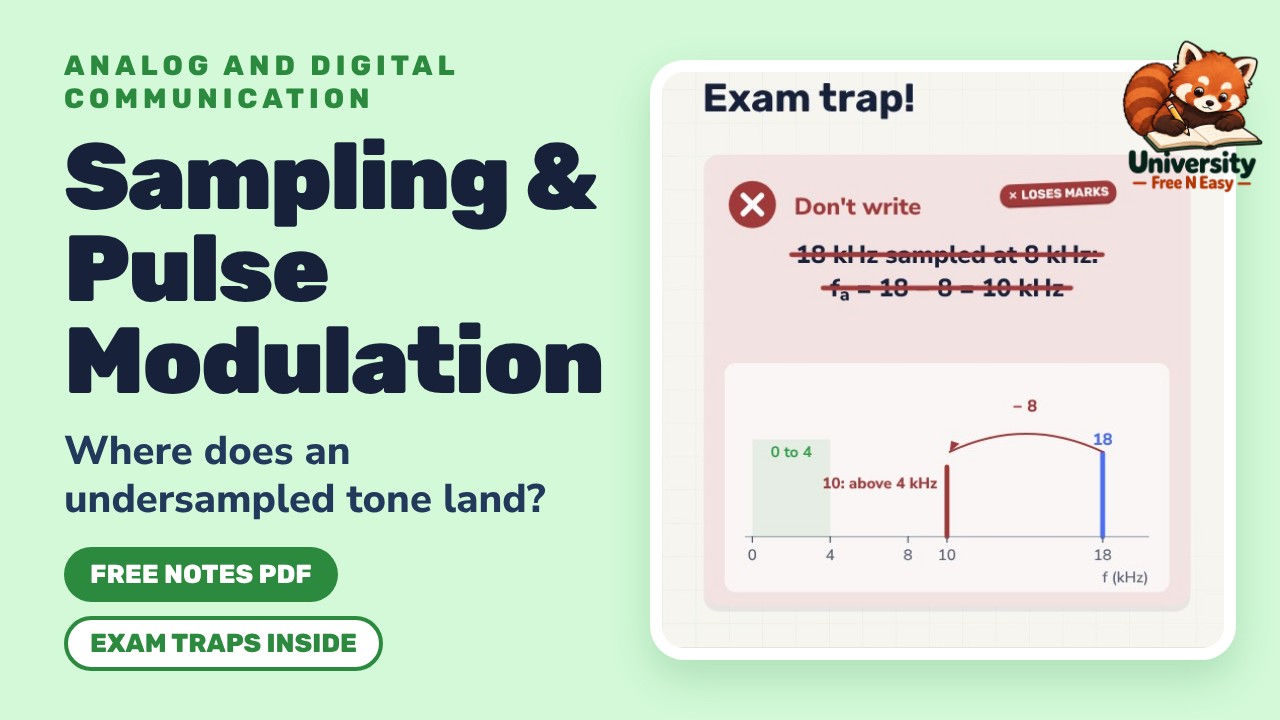 ANALOG AND DIGITAL
COMMUNICATION
Sampling &
Pulse
Modulation
Where does an
undersampled tone land?
FREE NOTES PDF
EXAM TRAPS INSIDE
Exam trap!
University
Free N Easy
Don't write
× LOSES MARKS
18 kHz sampled at 8 kHz:
fₐ = 18 − 8 = 10 kHz
− 8
18
0 to 4
10: above 4 kHz
0 4 8 10 18
f (kHz)